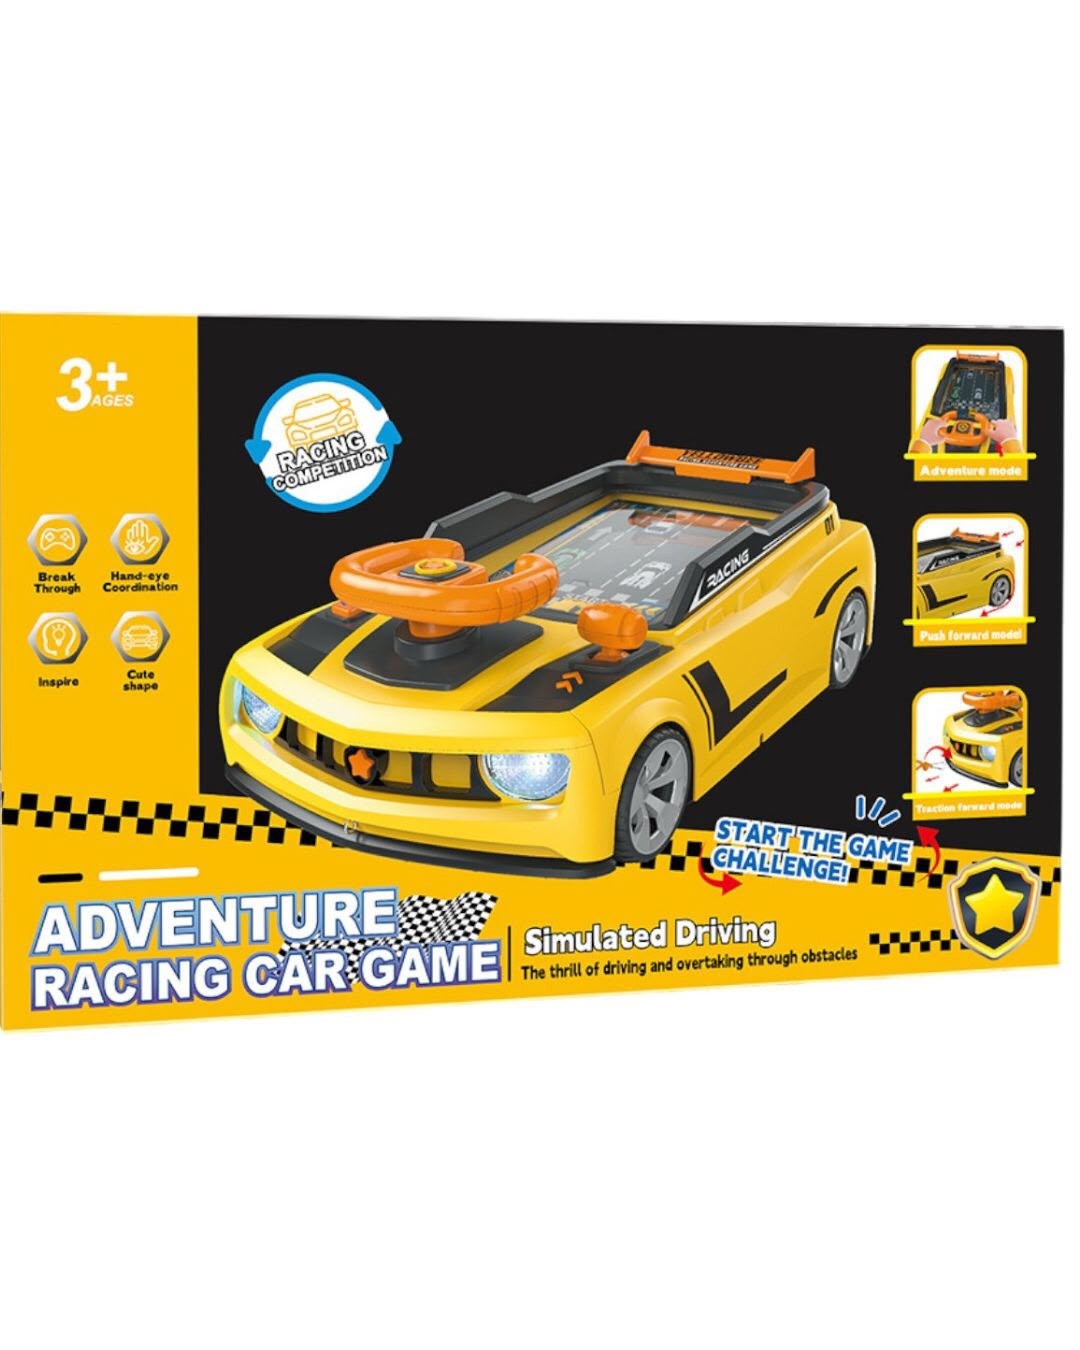 3+
AGES
RACING
COMPETITION
Break
Through
Hand-eye
Coordination
Inspire
Cute
shape
01
RACING
Adventure mode
RACING
Push forward model
Traction forward mode
START THE GAME
CHALLENGE!
ADVENTURE
RACING CAR GAME
Simulated Driving
The thrill of driving and overtaking through obstacles